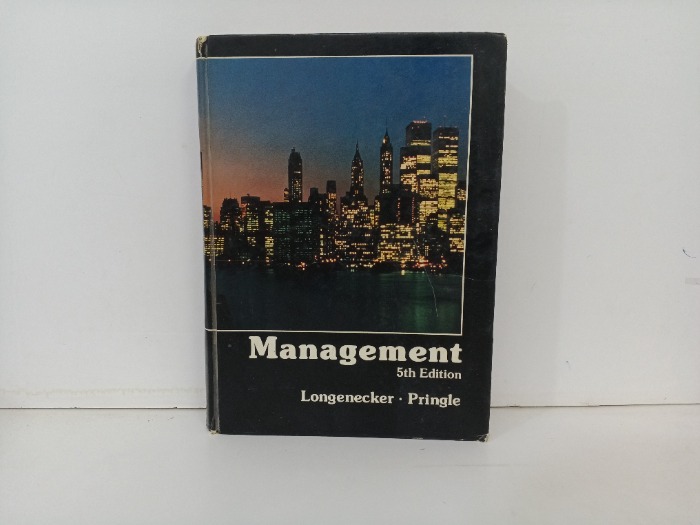 Management
5th Edition
Longenecker · Pringle